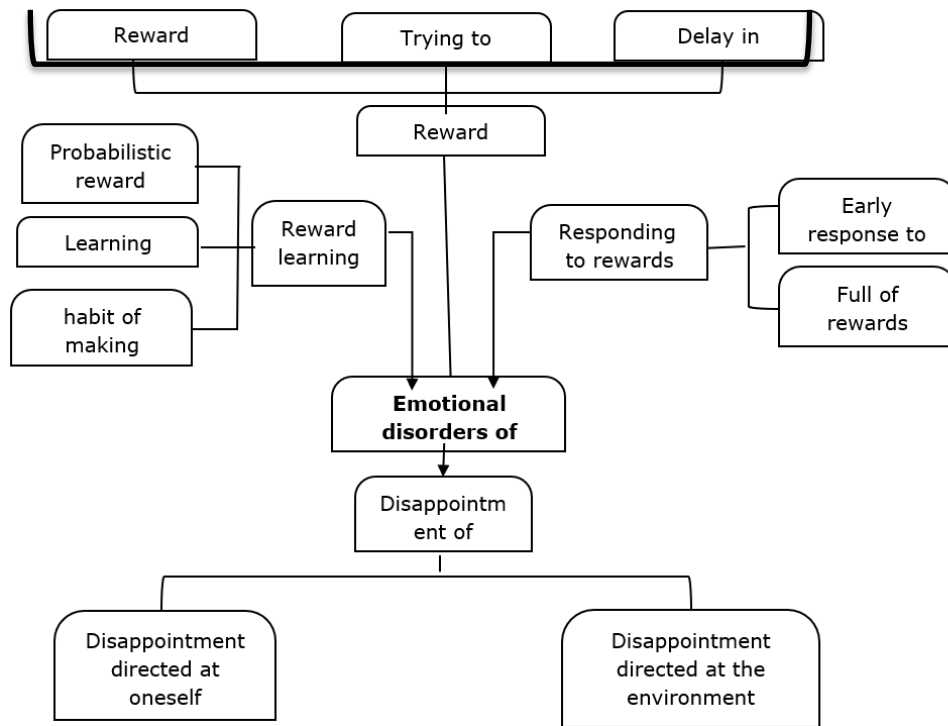 Reward
Trying to
Delay in
Reward
Probabilistic
reward
Learning
habit of
making
Reward
learning
Responding
to rewards
Early
response to
Full of
rewards
Emotional
disorders of
Disappointm
ent of
Disappointment
directed at
oneself
Disappointment
directed at the
environment